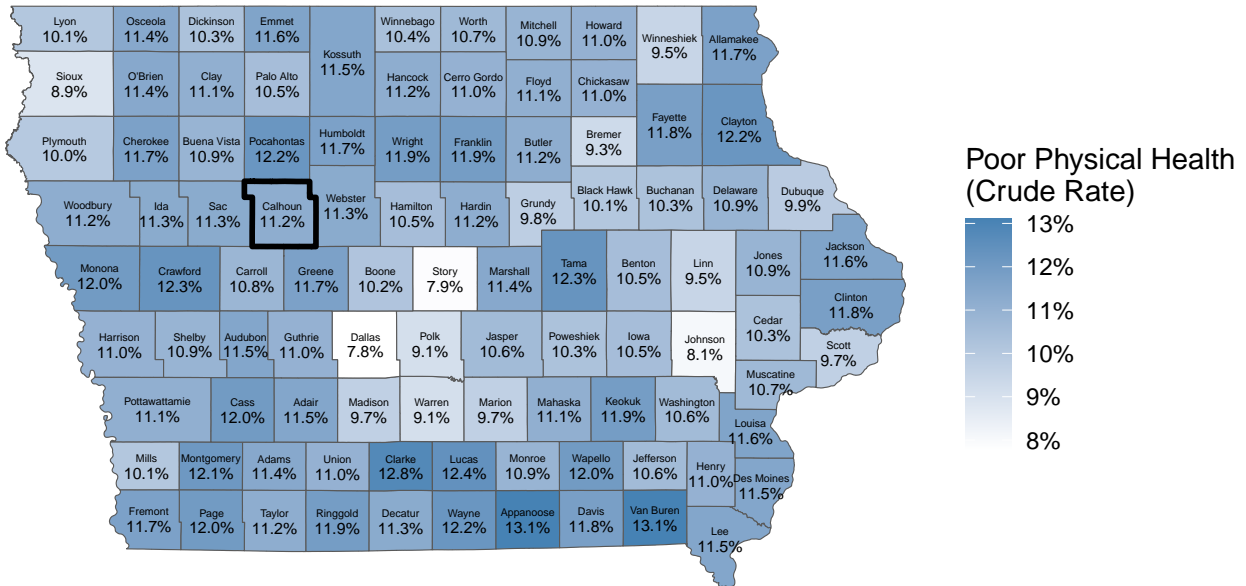 Lyon Osceola Dickinson Emmet Winnebago Worth Mitchell Howard Winneshiek Allamakee
10.1% 11.4% 10.3% 11.6% 10.4% 10.7% 10.9% 11.0% 9.5% 11.7%
Kossuth
11.5%
Sioux O'Brien Clay Palo Alto Hancock Cerro Gordo Floyd Chickasaw
8.9% 11.4% 11.1% 10.5% 11.2% 11.0% 11.1% 11.0%
Fayette Clayton
11.8% 12.2%
Plymouth Cherokee Buena Vista Pocahontas Humboldt Wright Franklin Butler Bremer
10.0% 11.7% 10.9% 12.2% 11.7% 11.9% 11.9% 11.2% 9.3%
Poor Physical Health
(Crude Rate)
Woodbury Ida Sac Calhoun Webster Hamilton Hardin Grundy Black Hawk Buchanan Delaware Dubuque
11.2% 11.3% 11.3% 11.2% 11.3% 10.5% 11.2% 9.8% 10.1% 10.3% 10.9% 9.9%
13%
12%
11%
10%
9%
8%
Monona Crawford Carroll Greene Boone Story Marshall Tama Benton Linn Jones Jackson
12.0% 12.3% 10.8% 11.7% 10.2% 7.9% 11.4% 12.3% 10.5% 9.5% 10.9% 11.6%
Clinton
11.8%
Harrison Shelby Audubon Guthrie Dallas Polk Jasper Poweshiek Iowa Johnson Cedar Scott
11.0% 10.9% 11.5% 11.0% 7.8% 9.1% 10.6% 10.3% 10.5% 8.1% 10.3% 9.7%
Muscatine
10.7%
Pottawattamie Cass Adair Madison Warren Marion Mahaska Keokuk Washington Louisa
11.1% 12.0% 11.5% 9.7% 9.1% 9.7% 11.1% 11.9% 10.6% 11.6%
Mills Montgomery Adams Union Clarke Lucas Monroe Wapello Jefferson Henry Des Moines
10.1% 12.1% 11.4% 11.0% 12.8% 12.4% 10.9% 12.0% 10.6% 11.0% 11.5%
Fremont Page Taylor Ringgold Decatur Wayne Appanoose Davis Van Buren Lee
11.7% 12.0% 11.2% 11.9% 11.3% 12.2% 13.1% 11.8% 13.1% 11.5%